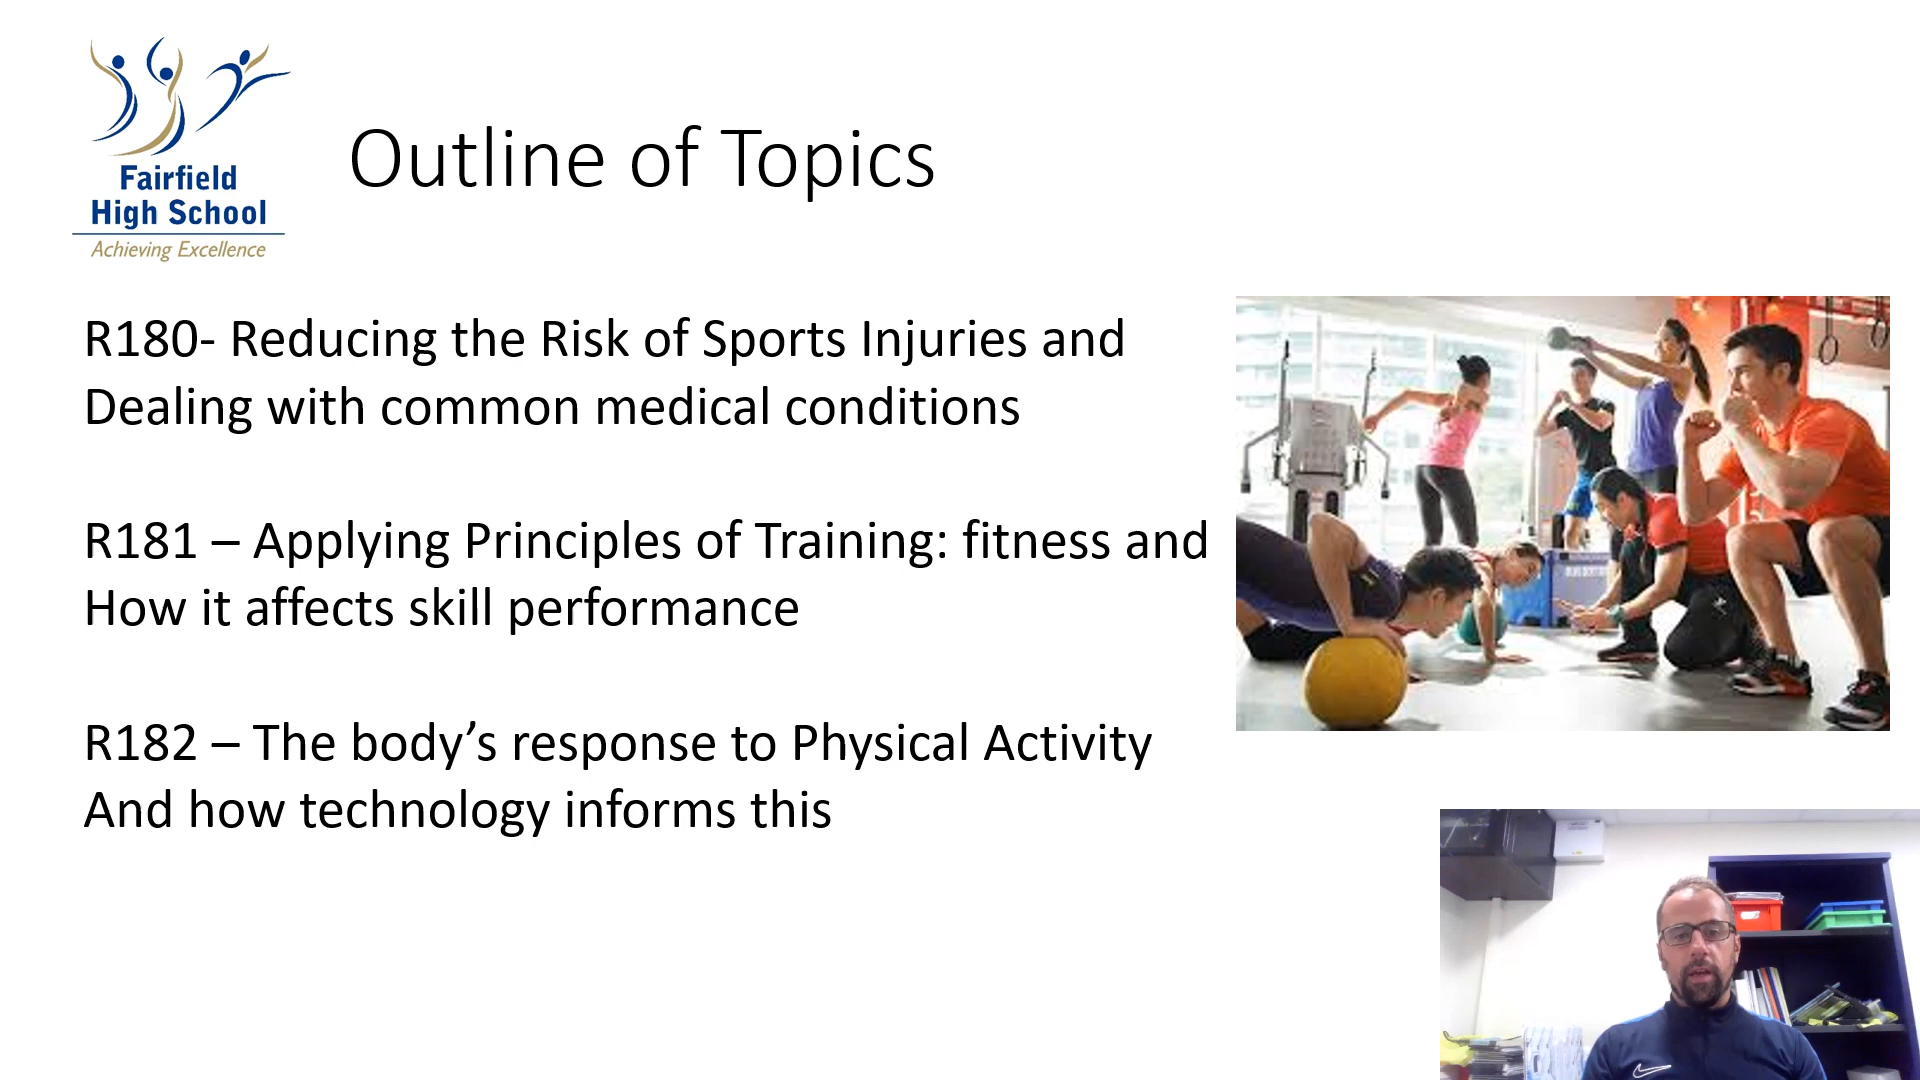 Fairfield
High School
Achieving Excellence
Outline of Topics
R180- Reducing the Risk of Sports Injuries and
Dealing with common medical conditions
R181 – Applying Principles of Training: fitness and
How it affects skill performance
R182 – The body’s response to Physical Activity
And how technology informs this